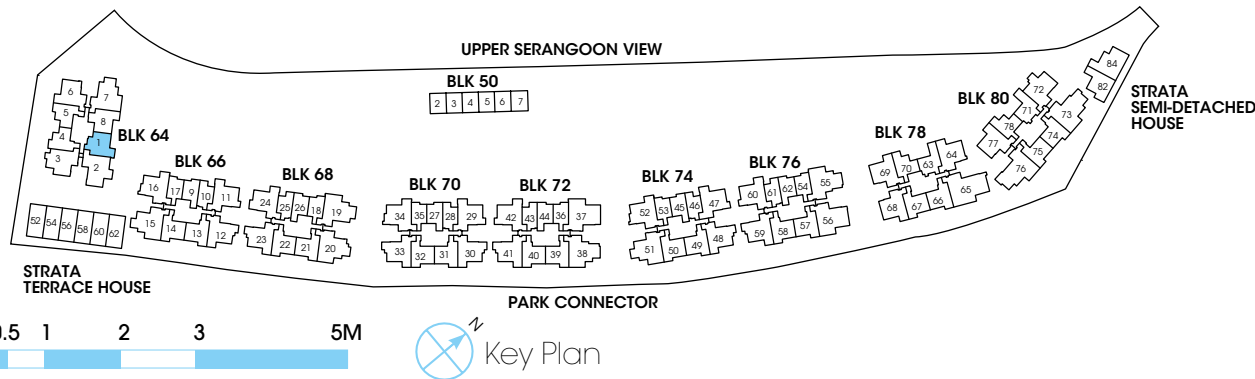 UPPER SERANGOON VIEW
BLK 50
2 3 4 5 6 7
BLK 64
6 7
5 8
4 1
3 2
BLK 66
16 17 9 10 11
15 14 13 12
BLK 68
24 25 26 18 19
23 22 21 20
BLK 70
34 35 27 28 29
33 32 31 30
BLK 72
42 43 44 36 37
41 40 39 38
BLK 74
52 53 45 46 47
51 50 49 48
BLK 76
60 61 62 54 55
59 58 57 56
BLK 78
69 70 63 64
68 67 66 65
BLK 80
72
71 73
78 74
77 75
76
84
82
STRATA
SEMI-DETACHED
HOUSE
52 54 56 58 60 62
STRATA
TERRACE HOUSE
PARK CONNECTOR
0.5 1 2 3 5M
N
Key Plan